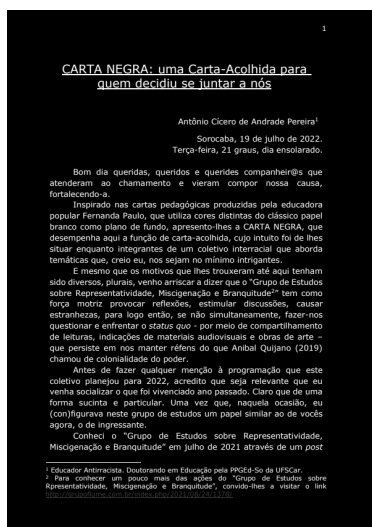 1
CARTA NEGRA: uma Carta-Acolhida para
quem decidiu se juntar a nós
Antônio Cícero de Andrade Pereira¹
Sorocaba, 19 de julho de 2022.
Terça-feira, 21 graus, dia ensolarado.
Bom dia queridas, queridos e querides companheir@s que
atenderam ao chamamento e vieram compor nossa causa,
fortalecendo-a.
Inspirado nas cartas pedagógicas produzidas pela educadora
popular Fernanda Paulo, que utiliza cores distintas do clássico papel
branco como plano de fundo, apresento-lhes a CARTA NEGRA, que
desempenha aqui a função de carta-acolhida, cujo intuito foi de lhes
situar enquanto integrantes de um coletivo interracial que aborda
temáticas que, creio eu, nos sejam no mínimo intrigantes.
E mesmo que os motivos que lhes trouxeram até aqui tenham
sido diversos, plurais, venho arriscar a dizer que o "Grupo de Estudos
sobre Representatividade, Miscigenação e Branquitude²" tem como
força motriz provocar reflexões, estimular discussões, causar
estranhezas, para logo então, se não simultaneamente, fazer-nos
questionar e enfrentar o status quo - por meio de compartilhamento
de leituras, indicações de materiais audiovisuais e obras de arte –
que persiste em nos manter réfens do que Anibal Quijano (2019)
chamou de colonialidade do poder.
Antes de fazer qualquer menção à programação que este
coletivo planejou para 2022, acredito que seja relevante que eu
venha socializar o que foi vivenciado ano passado. Claro que de uma
forma sucinta e particular. Uma vez que, naquela ocasião, eu
(con)figurava neste grupo de estudos um papel similar ao de vocês
agora, o de ingressante.
Conheci o "Grupo de Estudos sobre Representatividade,
Miscigenação e Branquitude" em julho de 2021 através de um post
¹ Educador Antirracista. Doutorando em Educação pela PPGEd-So da UFSCar.
² Para conhecer um pouco mais das ações do "Grupo de Estudos sobre
Rpresentatividade, Miscigenação e Branquitude", convido-lhes a visitar o link
http://grupoflume.com.br/index.php/2021/08/24/1378/